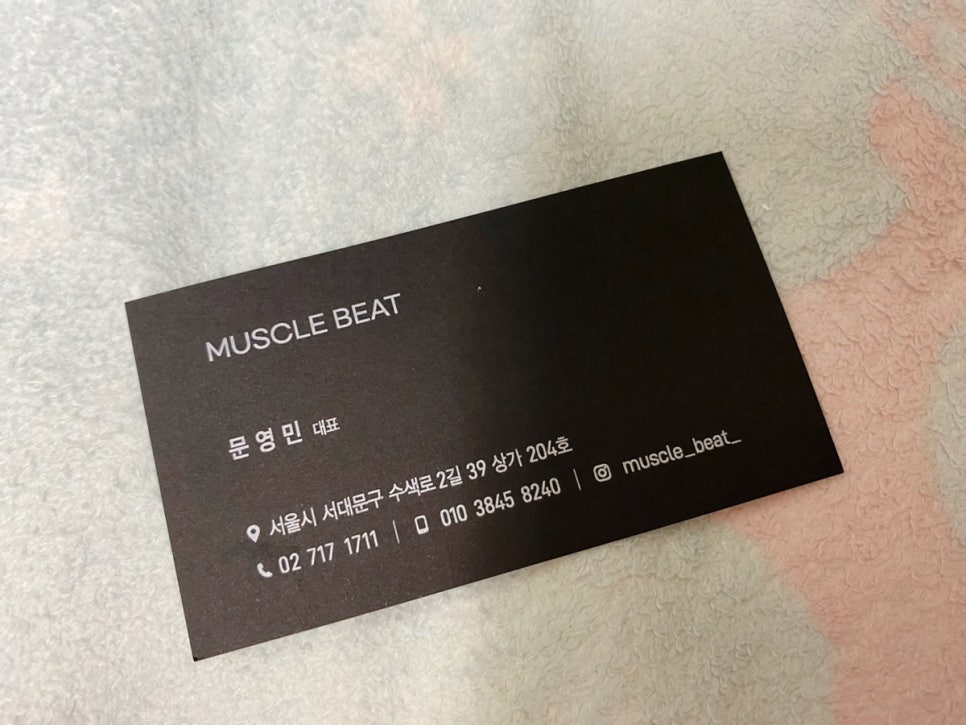 MUSCLE BEAT
문영민 대표
서울시 서대문구 수색로2길 39 상가 204호
02 717 1711 | 010 3845 8240 | muscle_beat_